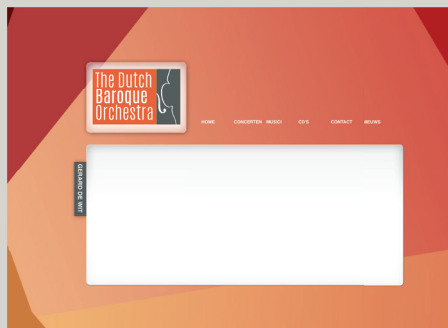 The Dutch
Baroque
Orchestra
HOME CONCERTEN MUSICI CD'S CONTACT NIEUWS
GERARD DE WIT